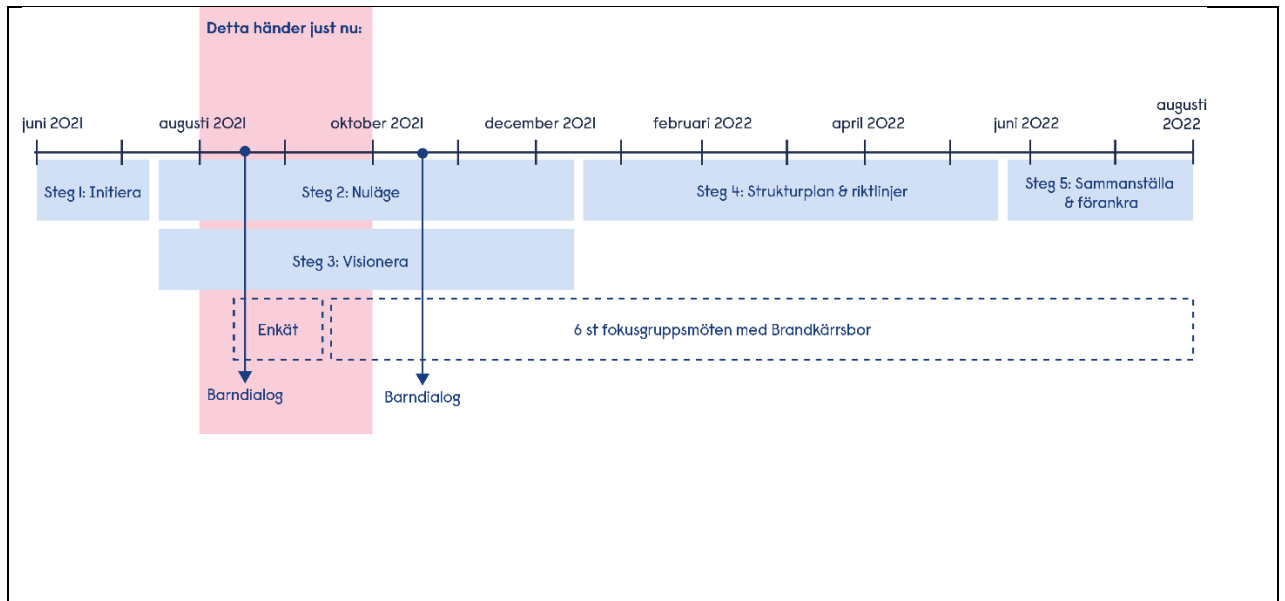 Detta händer just nu:
juni 2021
augusti 2021
oktober 2021
december 2021
februari 2022
april 2022
juni 2022
augusti
2022
Steg 1: Initiera
Steg 2: Nuläge
Steg 4: Strukturplan & riktlinjer
Steg 5: Sammanställa
& förankra
Steg 3: Visionera
Enkät
6 st fokusgruppsmöten med Brandkärrsbor
Barndialog
Barndialog